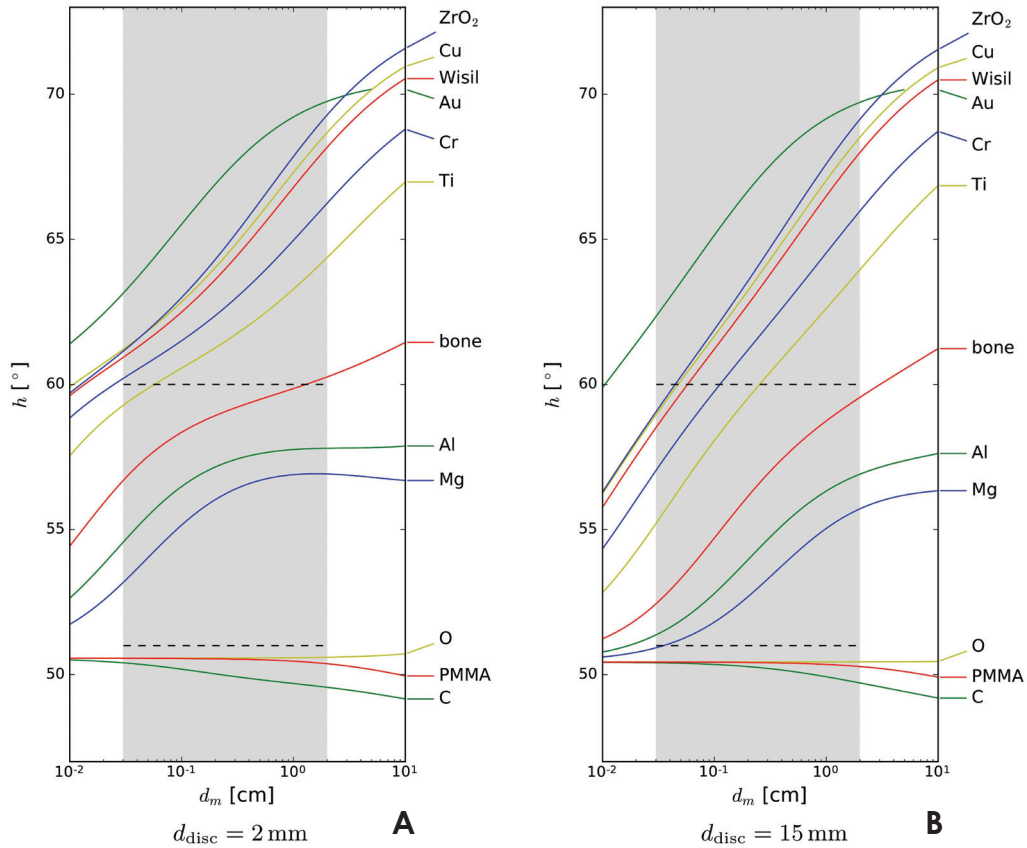 ZrO₂
Cu
Wisil
Au
Cr
Ti
bone
Al
Mg
O
PMMA
C
70
65
60
55
50
h [°]
10⁻² 10⁻¹ 10⁰ 10¹
dₘ [cm]
d_disc = 2 mm
A
ZrO₂
Cu
Wisil
Au
Cr
Ti
bone
Al
Mg
O
PMMA
C
70
65
60
55
50
h [°]
10⁻² 10⁻¹ 10⁰ 10¹
dₘ [cm]
d_disc = 15 mm
B